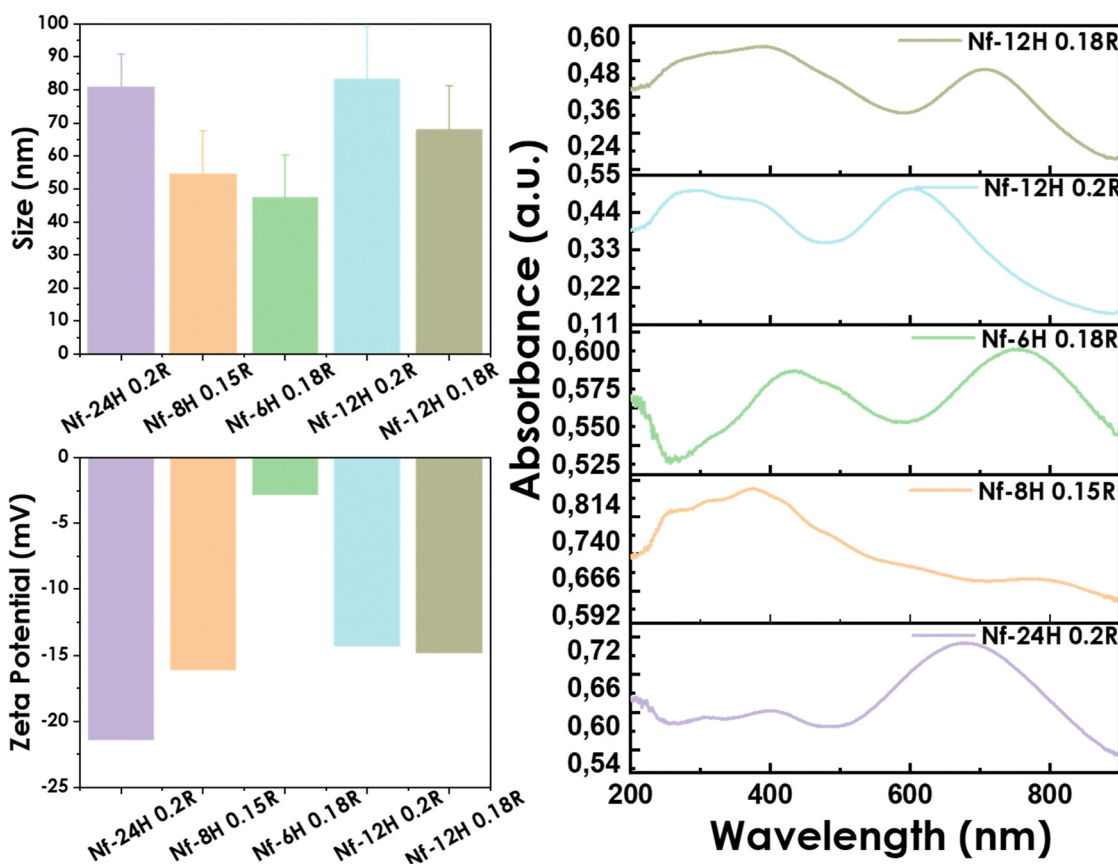 100
90
80
70
60
50
40
30
20
10
0
Size (nm)
Nf-24H 0.2R
Nf-8H 0.15R
Nf-6H 0.18R
Nf-12H 0.2R
Nf-12H 0.18R
0
-5
-10
-15
-20
-25
Zeta Potential (mV)
Nf-24H 0.2R
Nf-8H 0.15R
Nf-6H 0.18R
Nf-12H 0.2R
Nf-12H 0.18R
Absorbance (a.u.)
0,60
0,48
0,36
0,24
Nf-12H 0.18R
0,55
0,44
0,33
0,22
0,11
Nf-12H 0.2R
0,600
0,575
0,550
0,525
Nf-6H 0.18R
0,814
0,740
0,666
0,592
Nf-8H 0.15R
0,72
0,66
0,60
0,54
Nf-24H 0.2R
200
400
600
800
Wavelength (nm)